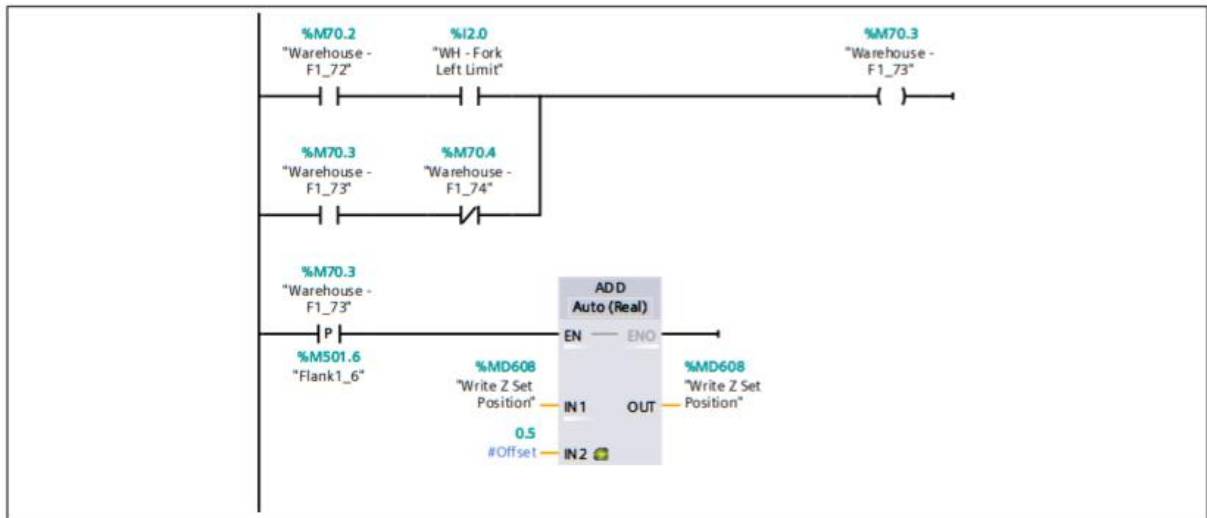 %M70.2
"Warehouse -
F1_72"
%I2.0
"WH - Fork
Left Limit"
%M70.3
"Warehouse -
F1_73"
%M70.3
"Warehouse -
F1_73"
%M70.4
"Warehouse -
F1_74"
%M70.3
"Warehouse -
F1_73"
P
%M501.6
"Flank1_6"
ADD
Auto (Real)
EN
ENO
%MD608
"Write Z Set
Position"
IN1
OUT
%MD608
"Write Z Set
Position"
0.5
#Offset
IN2